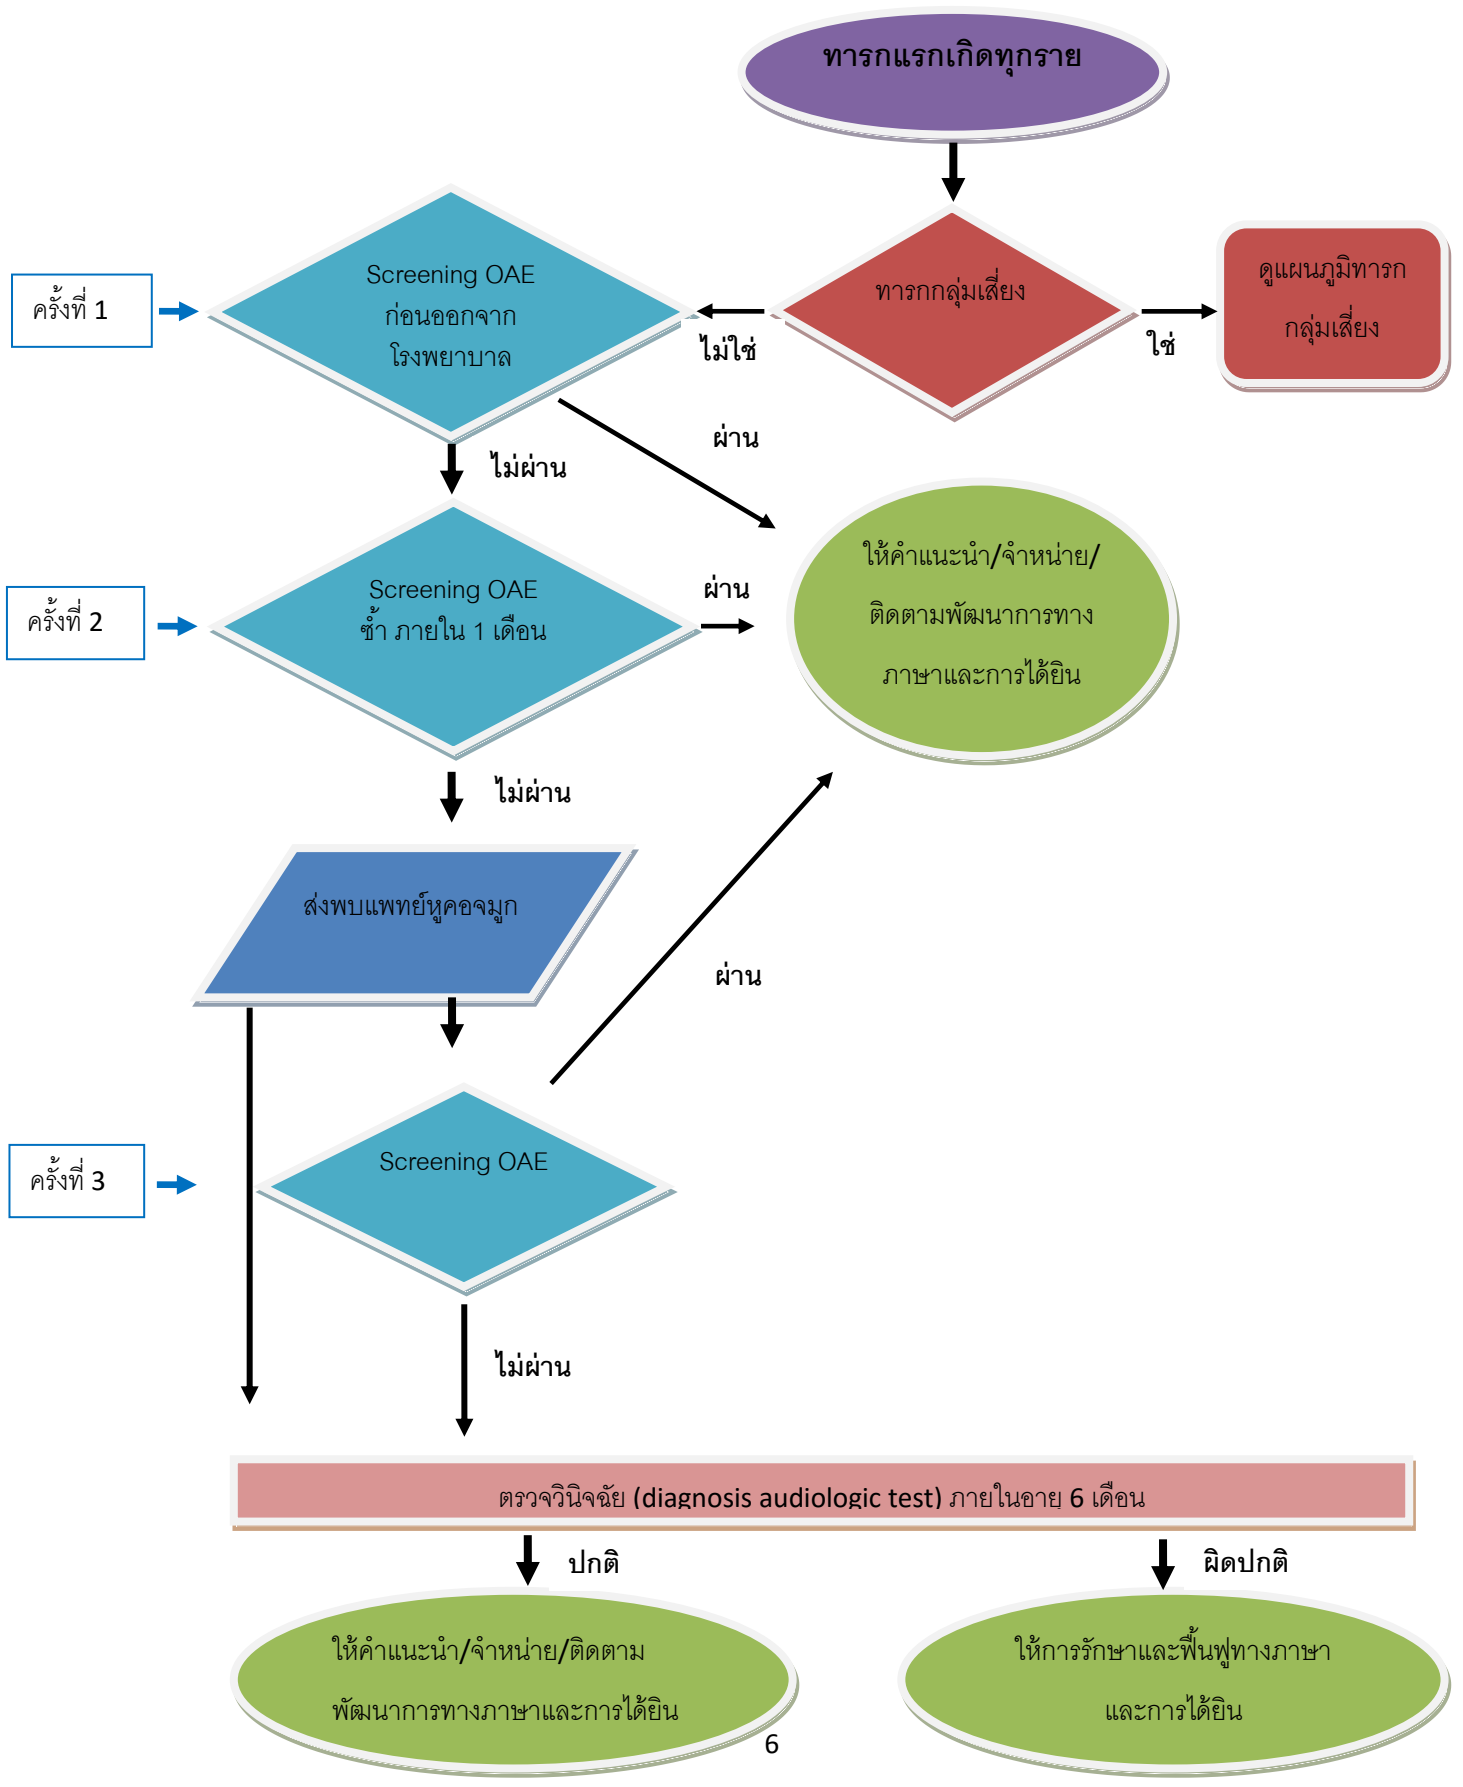 ทารกแรกเกิดทุกราย
ครั้งที่ 1
Screening OAE
ก่อนออกจาก
โรงพยาบาล
ทารกกลุ่มเสี่ยง
ดูแผนภูมิทารก
กลุ่มเสี่ยง
ไม่ใช่
ใช่
ผ่าน
ไม่ผ่าน
ครั้งที่ 2
Screening OAE
ซ้ำ ภายใน 1 เดือน
ผ่าน
ให้คำแนะนำ/จำหน่าย/
ติดตามพัฒนาการทาง
ภาษาและการได้ยิน
ไม่ผ่าน
ส่งพบแพทย์หูคอจมูก
ผ่าน
ครั้งที่ 3
Screening OAE
ไม่ผ่าน
ตรวจวินิจฉัย (diagnosis audiologic test) ภายในอายุ 6 เดือน
ปกติ
ผิดปกติ
ให้คำแนะนำ/จำหน่าย/ติดตาม
พัฒนาการทางภาษาและการได้ยิน
ให้การรักษาและฟื้นฟูทางภาษา
และการได้ยิน
6